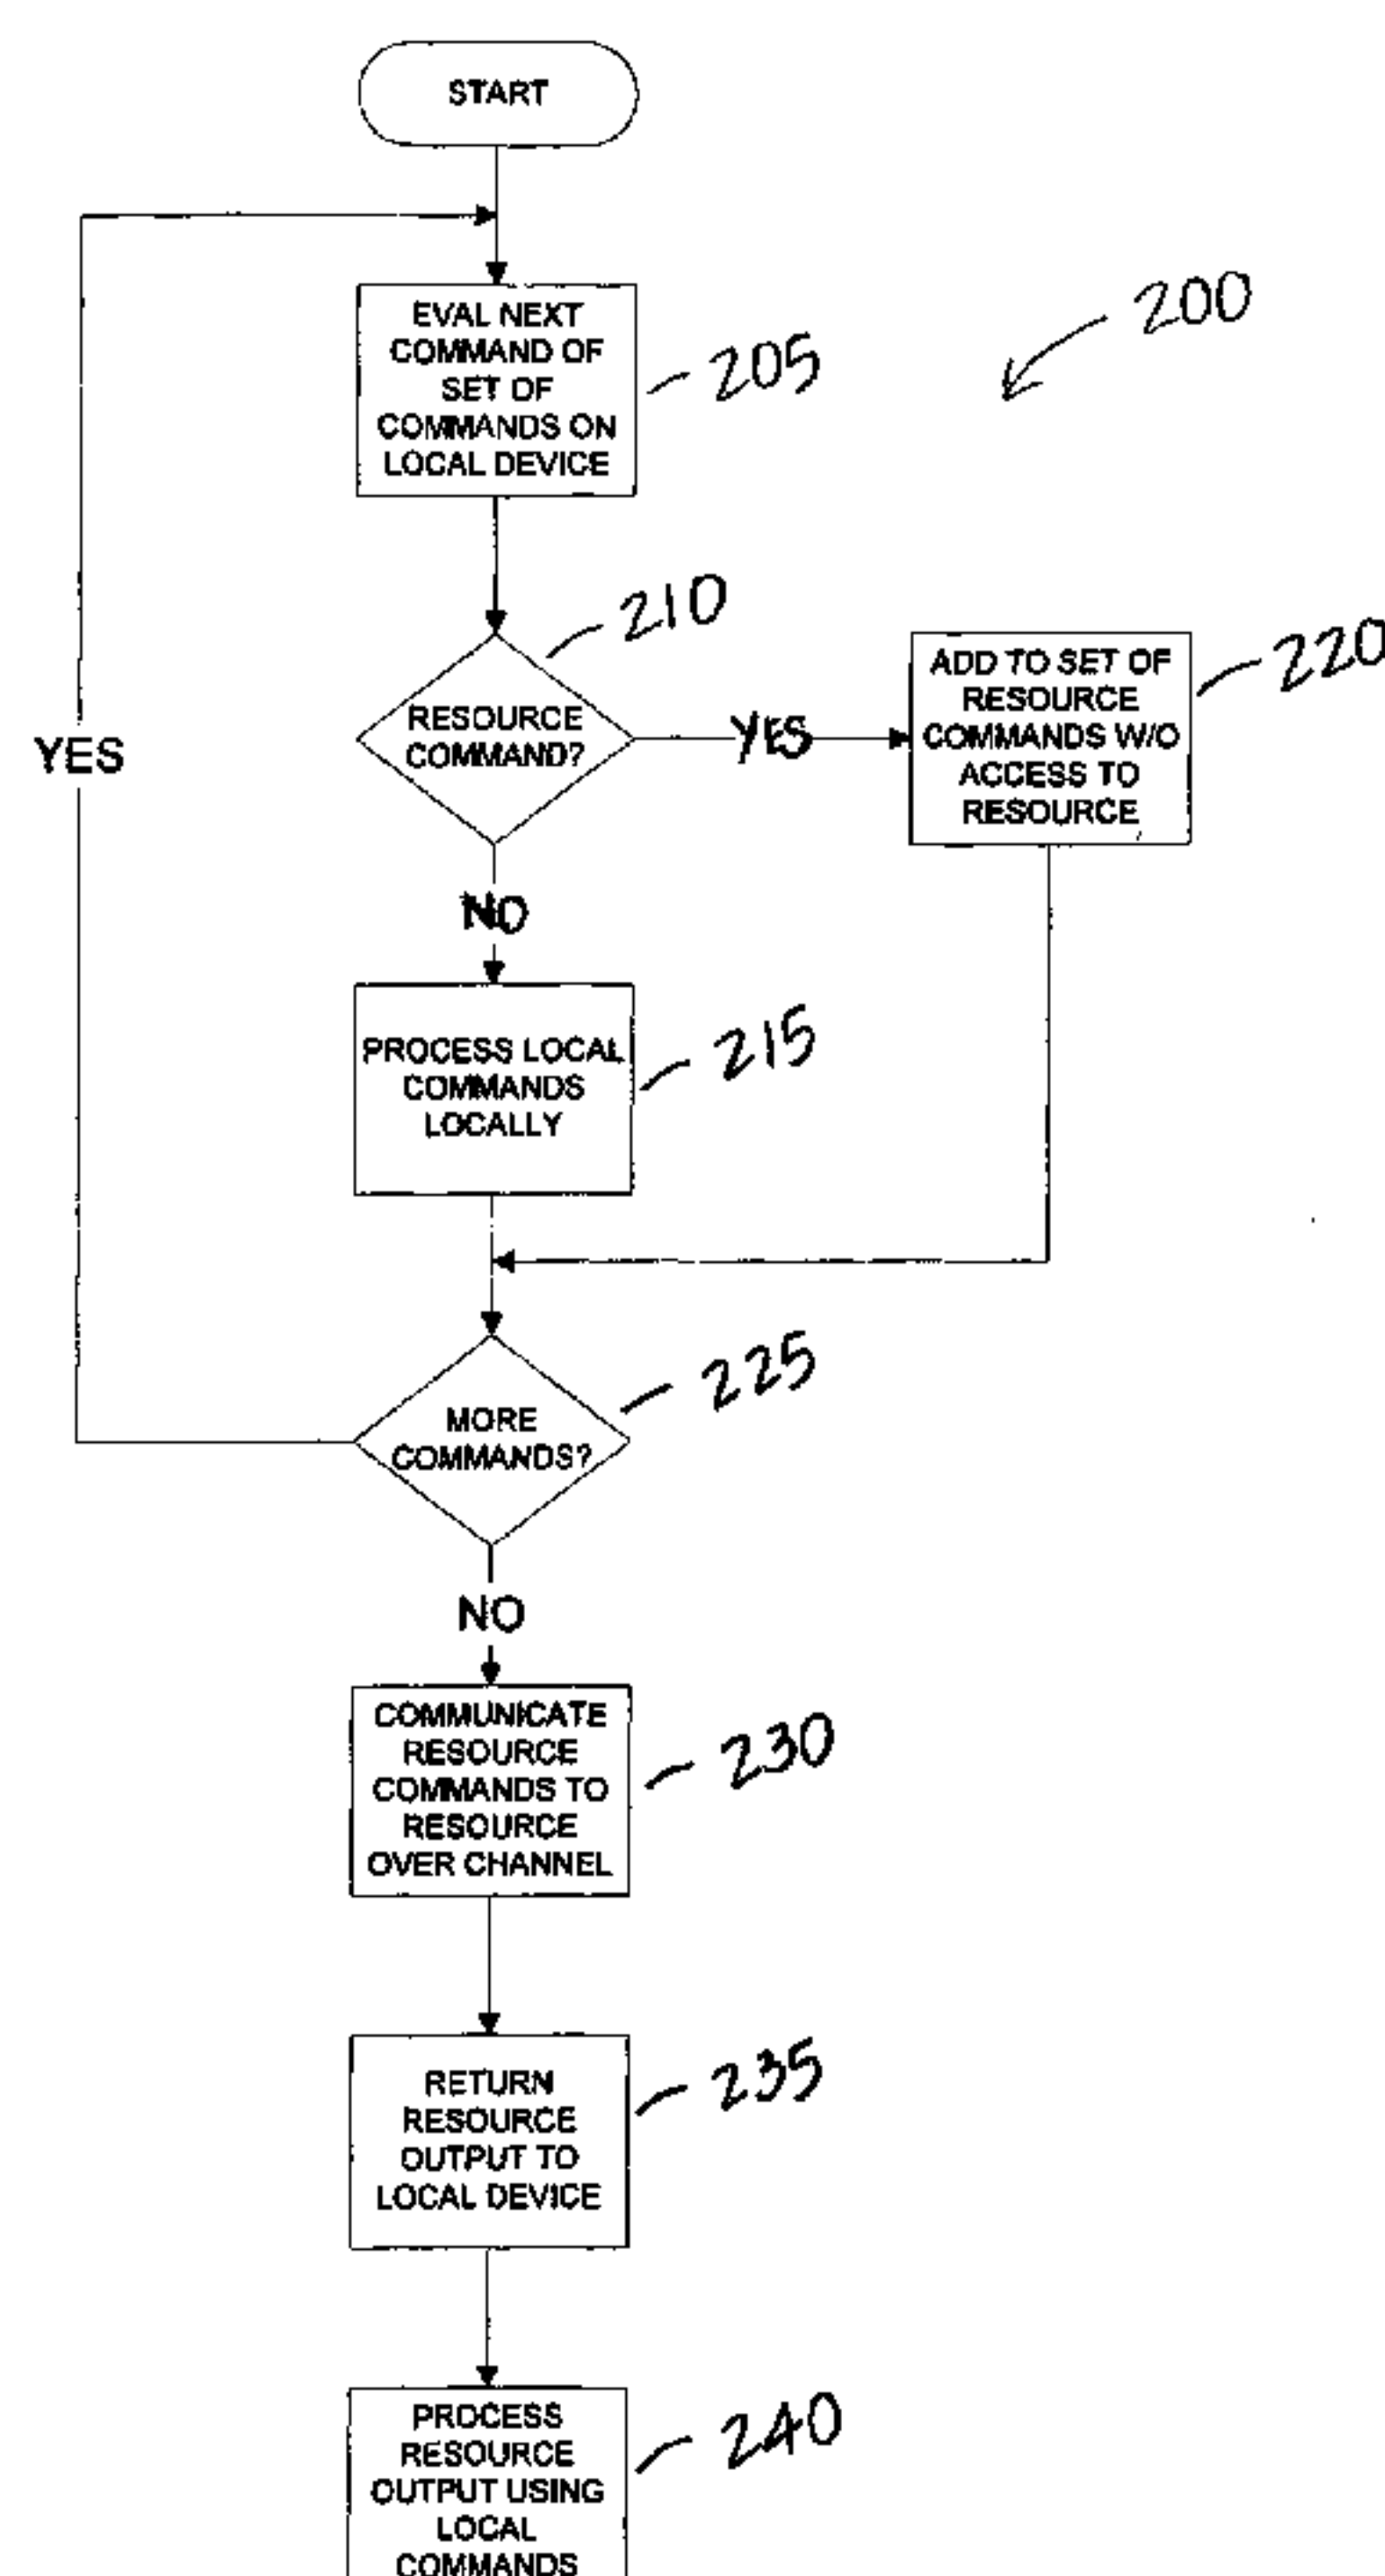 START
200
EVAL NEXT
COMMAND OF
SET OF
COMMANDS ON
LOCAL DEVICE
205
210
RESOURCE
COMMAND?
YES
ADD TO SET OF
RESOURCE
COMMANDS W/O
ACCESS TO
RESOURCE
220
YES
NO
PROCESS LOCAL
COMMANDS
LOCALLY
215
MORE
COMMANDS?
225
NO
COMMUNICATE
RESOURCE
COMMANDS TO
RESOURCE
OVER CHANNEL
230
RETURN
RESOURCE
OUTPUT TO
LOCAL DEVICE
235
PROCESS
RESOURCE
OUTPUT USING
LOCAL
COMMANDS
240